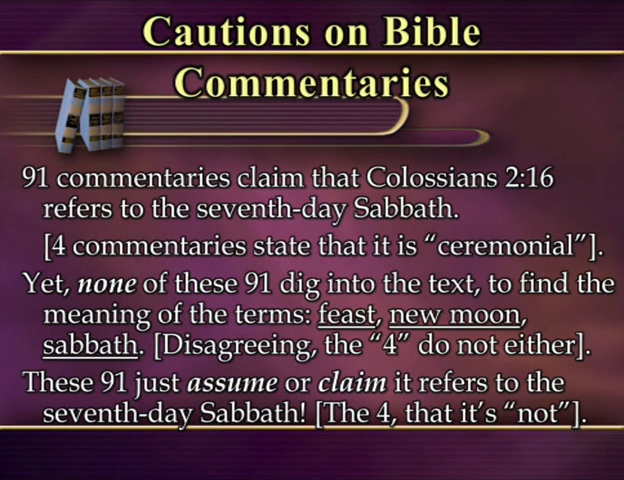 Cautions on Bible
Commentaries
91 commentaries claim that Colossians 2:16
refers to the seventh-day Sabbath.
[4 commentaries state that it is “ceremonial”].
Yet, none of these 91 dig into the text, to find the
meaning of the terms: feast, new moon,
sabbath. [Disagreeing, the “4” do not either].
These 91 just assume or claim it refers to the
seventh-day Sabbath! [The 4, that it’s “not”].